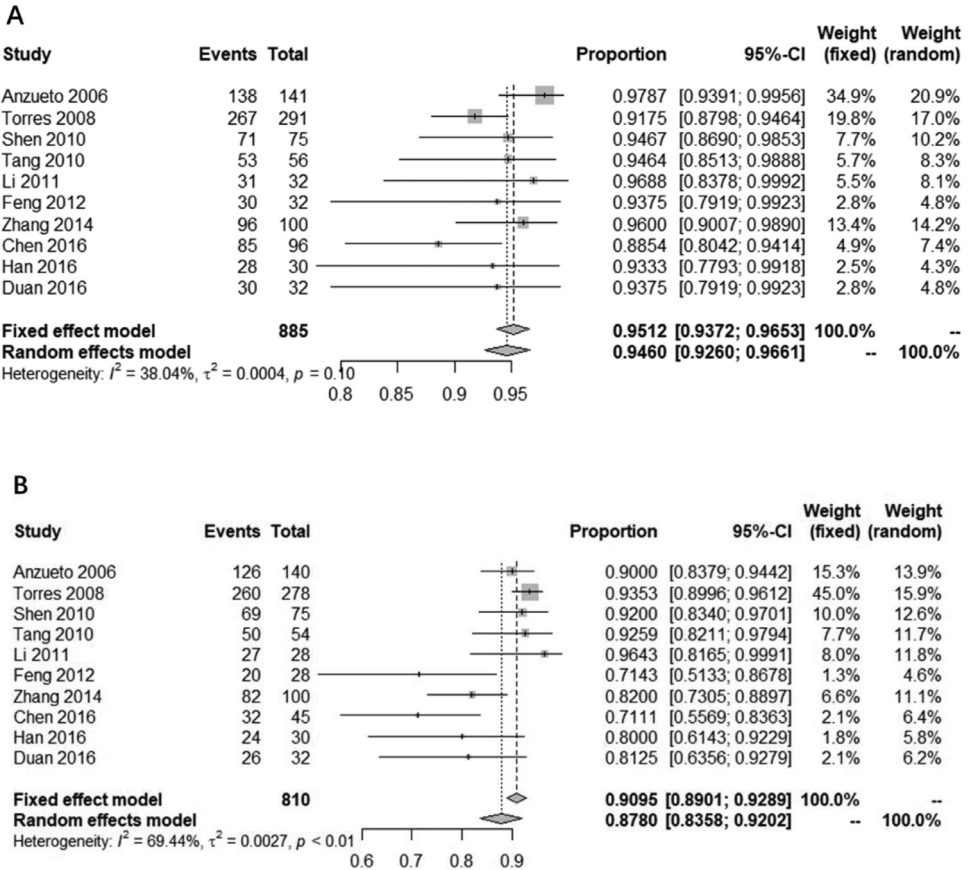 A
Weight Weight
Study Events Total Proportion 95%-CI (fixed) (random)
Anzueto 2006 138 141 0.9787 [0.9391; 0.9956] 34.9% 20.9%
Torres 2008 267 291 0.9175 [0.8798; 0.9464] 19.8% 17.0%
Shen 2010 71 75 0.9467 [0.8690; 0.9853] 7.7% 10.2%
Tang 2010 53 56 0.9464 [0.8513; 0.9888] 5.7% 8.3%
Li 2011 31 32 0.9688 [0.8378; 0.9992] 5.5% 8.1%
Feng 2012 30 32 0.9375 [0.7919; 0.9923] 2.8% 4.8%
Zhang 2014 96 100 0.9600 [0.9007; 0.9890] 13.4% 14.2%
Chen 2016 85 96 0.8854 [0.8042; 0.9414] 4.9% 7.4%
Han 2016 28 30 0.9333 [0.7793; 0.9918] 2.5% 4.3%
Duan 2016 30 32 0.9375 [0.7919; 0.9923] 2.8% 4.8%
Fixed effect model 885 0.9512 [0.9372; 0.9653] 100.0% --
Random effects model 0.9460 [0.9260; 0.9661] -- 100.0%
Heterogeneity: I² = 38.04%, τ² = 0.0004, p = 0.10
0.8 0.85 0.9 0.95
B
Weight Weight
Study Events Total Proportion 95%-CI (fixed) (random)
Anzueto 2006 126 140 0.9000 [0.8379; 0.9442] 15.3% 13.9%
Torres 2008 260 278 0.9353 [0.8996; 0.9612] 45.0% 15.9%
Shen 2010 69 75 0.9200 [0.8340; 0.9701] 10.0% 12.6%
Tang 2010 50 54 0.9259 [0.8211; 0.9794] 7.7% 11.7%
Li 2011 27 28 0.9643 [0.8165; 0.9991] 8.0% 11.8%
Feng 2012 20 28 0.7143 [0.5133; 0.8678] 1.3% 4.6%
Zhang 2014 82 100 0.8200 [0.7305; 0.8897] 6.6% 11.1%
Chen 2016 32 45 0.7111 [0.5569; 0.8363] 2.1% 6.4%
Han 2016 24 30 0.8000 [0.6143; 0.9229] 1.8% 5.8%
Duan 2016 26 32 0.8125 [0.6356; 0.9279] 2.1% 6.2%
Fixed effect model 810 0.9095 [0.8901; 0.9289] 100.0% --
Random effects model 0.8780 [0.8358; 0.9202] -- 100.0%
Heterogeneity: I² = 69.44%, τ² = 0.0027, p < 0.01
0.6 0.7 0.8 0.9